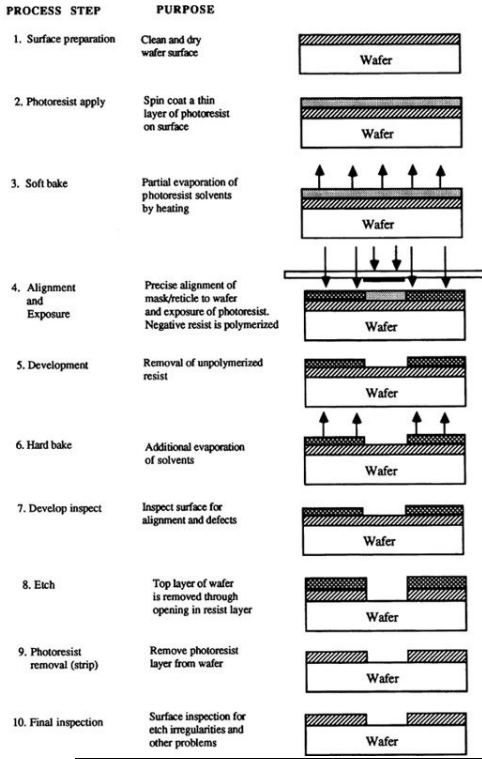 PROCESS STEP PURPOSE
1. Surface preparation Clean and dry
wafer surface
Wafer
2. Photoresist apply Spin coat a thin
layer of photoresist
on surface
Wafer
3. Soft bake Partial evaporation of
photoresist solvents
by heating
Wafer
4. Alignment
and
Exposure
Precise alignment of
mask/reticle to wafer
and exposure of photoresist.
Negative resist is polymerized
Wafer
5. Development Removal of unpolymerized
resist
Wafer
6. Hard bake Additional evaporation
of solvents
Wafer
7. Develop inspect Inspect surface for
alignment and defects
Wafer
8. Etch Top layer of wafer
is removed through
opening in resist layer
Wafer
9. Photoresist
removal (strip)
Remove photoresist
layer from wafer
Wafer
10. Final inspection Surface inspection for
etch irregularities and
other problems
Wafer